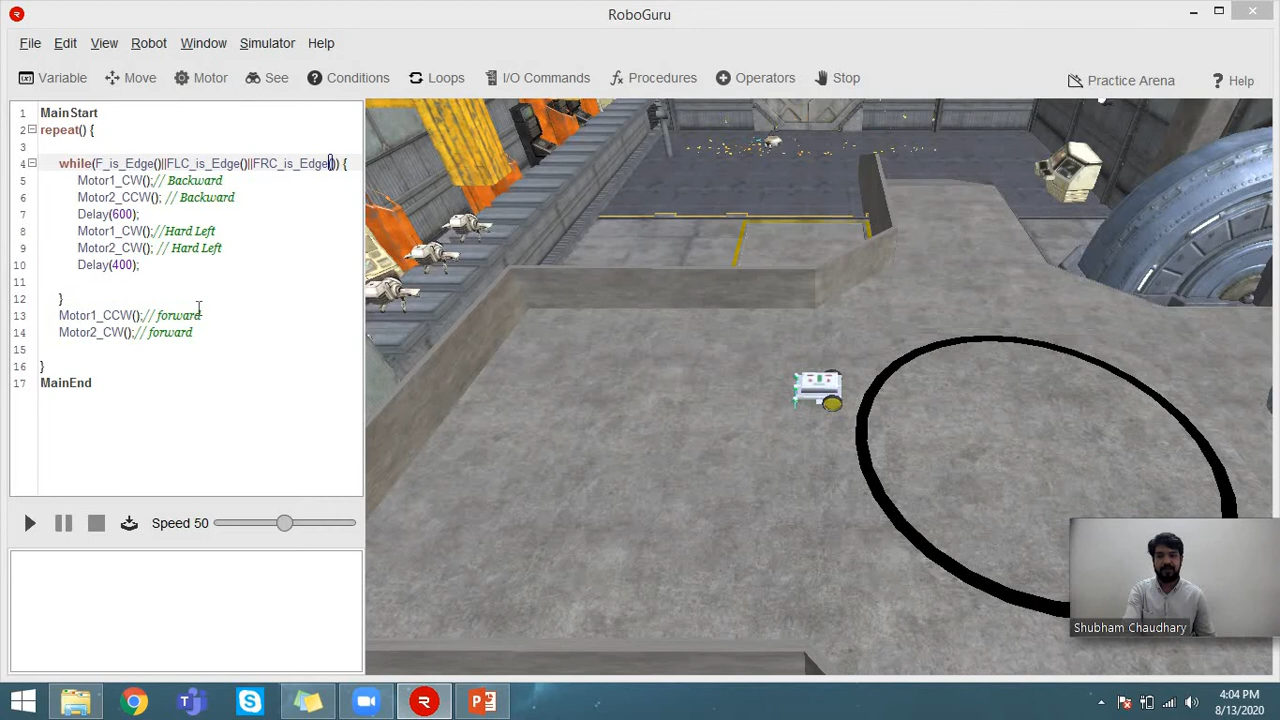 RoboGuru
File Edit View Robot Window Simulator Help
(x) Variable Move Motor See Conditions Loops I/O Commands Procedures Operators Stop Practice Arena Help
1 MainStart
2 repeat() {
3
4 while(F_is_Edge()||FLC_is_Edge()||FRC_is_Edge()) {
5 Motor1_CW();// Backward
6 Motor2_CCW(); // Backward
7 Delay(600);
8 Motor1_CW();//Hard Left
9 Motor2_CW(); // Hard Left
10 Delay(400);
11
12 }
13 Motor1_CCW();// forward
14 Motor2_CW();// forward
15
16 }
17 MainEnd
Speed 50
Shubham Chaudhary
4:04 PM
8/13/2020